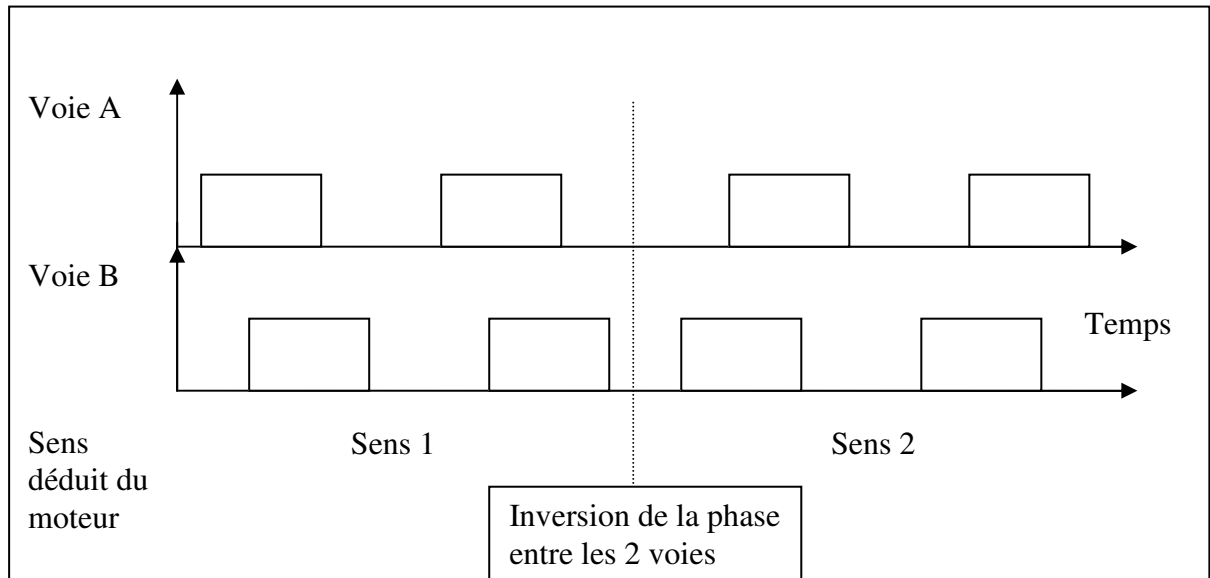 Voie A
Voie B
Temps
Sens
déduit du
moteur
Sens 1
Sens 2
Inversion de la phase
entre les 2 voies